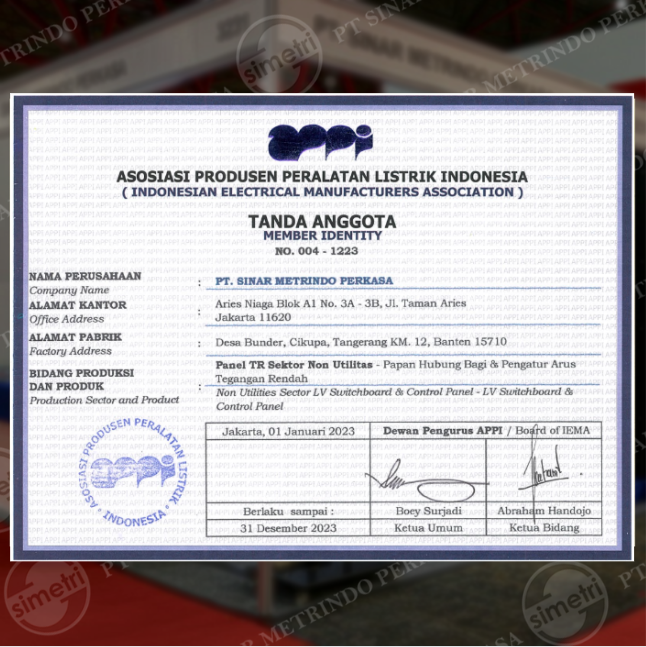 TRINDO PERKASA
simetri
PT SINAR METRINDO PERKASA
appi
ASOSIASI PRODUSEN PERALATAN LISTRIK INDONESIA
( INDONESIAN ELECTRICAL MANUFACTURERS ASSOCIATION )
TANDA ANGGOTA
MEMBER IDENTITY
NO. 004 - 1223
NAMA PERUSAHAAN : PT. SINAR METRINDO PERKASA
Company Name
ALAMAT KANTOR : Aries Niaga Blok A1 No. 3A - 3B, Jl. Taman Aries
Office Address Jakarta 11620
ALAMAT PABRIK : Desa Bunder, Cikupa, Tangerang KM. 12, Banten 15710
Factory Address
BIDANG PRODUKSI Panel TR Sektor Non Utilitas - Papan Hubung Bagi & Pengatur Arus
DAN PRODUK : Tegangan Rendah
Production Sector and Product Non Utilities Sector LV Switchboard & Control Panel - LV Switchboard &
Control Panel
Jakarta, 01 Januari 2023 Dewan Pengurus APPI / Board of IEMA
ASOSIASI PRODUSEN PERALATAN LISTRIK
appi
INDONESIA
Berlaku sampai : Boey Surjadi Abraham Handojo
31 Desember 2023 Ketua Umum Ketua Bidang
simetri
SINAR METRINDO PERKASA
simetri